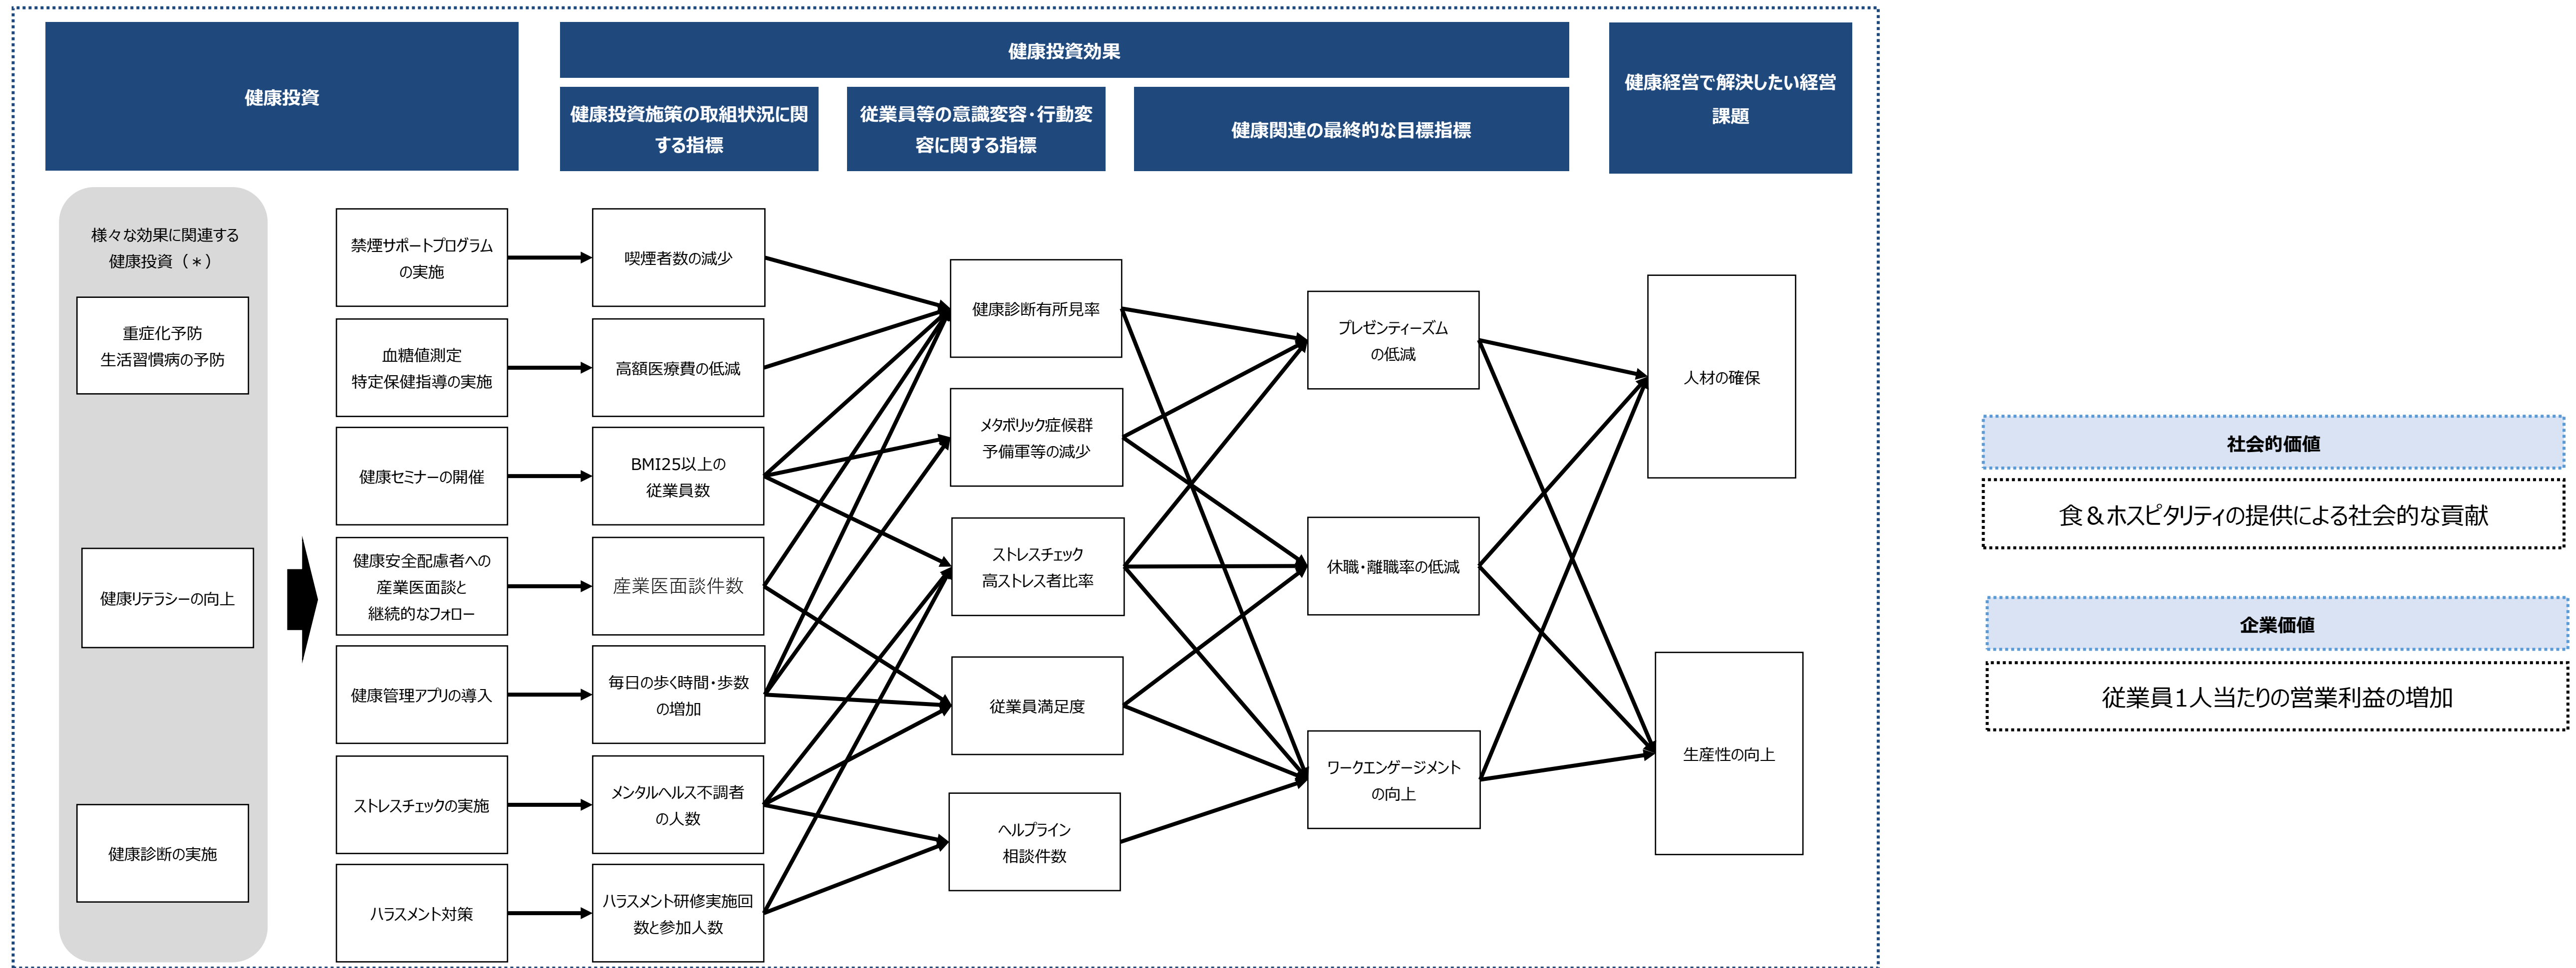 健康投資
健康投資効果
健康経営で解決したい経営
課題
健康投資施策の取組状況に関
する指標
従業員等の意識変容・行動変
容に関する指標
健康関連の最終的な目標指標
様々な効果に関連する
健康投資（＊）
重症化予防
生活習慣病の予防
健康リテラシーの向上
健康診断の実施
禁煙サポートプログラム
の実施
血糖値測定
特定保健指導の実施
健康セミナーの開催
健康安全配慮者への
産業医面談と
継続的なフォロー
健康管理アプリの導入
ストレスチェックの実施
ハラスメント対策
喫煙者数の減少
高額医療費の低減
BMI25以上の
従業員数
産業医面談件数
毎日の歩く時間・歩数
の増加
メンタルヘルス不調者
の人数
ハラスメント研修実施回
数と参加人数
健康診断有所見率
メタボリック症候群
予備軍等の減少
ストレスチェック
高ストレス者比率
従業員満足度
ヘルプライン
相談件数
プレゼンティーズム
の低減
休職・離職率の低減
ワークエンゲージメント
の向上
人材の確保
生産性の向上
社会的価値
食＆ホスピタリティの提供による社会的な貢献
企業価値
従業員1人当たりの営業利益の増加